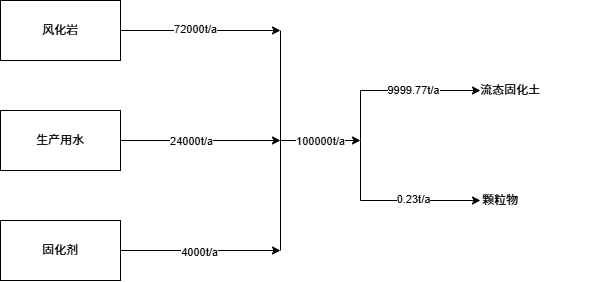 风化岩
72000t/a
生产用水
24000t/a
固化剂
4000t/a
100000t/a
9999.77t/a
流态固化土
0.23t/a
颗粒物